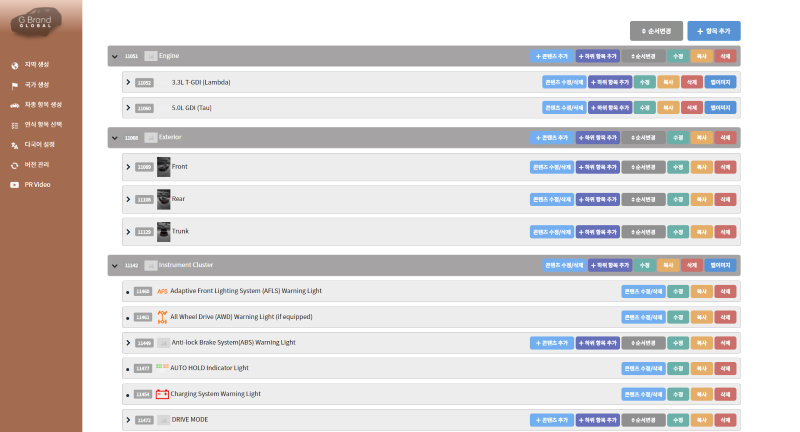 G Brand
GLOBAL
지역 생성
국가 생성
차종 항목 생성
연식 항목 선택
다국어 설정
버전 관리
PR Video
순서변경
+ 항목 추가
11051 Engine + 콘텐츠 추가 + 하위 항목 추가 순서변경 수정 복사 삭제
11052 3.3L T-GDI (Lambda) 콘텐츠 수정/삭제 + 하위 항목 추가 수정 복사 삭제 맵이미지
11060 5.0L GDI (Tau) 콘텐츠 수정/삭제 + 하위 항목 추가 수정 복사 삭제 맵이미지
Exterior + 콘텐츠 추가 + 하위 항목 추가 순서변경 수정 복사 삭제
Front 콘텐츠 수정/삭제 + 하위 항목 추가 순서변경 수정 복사 삭제
Rear 콘텐츠 수정/삭제 + 하위 항목 추가 순서변경 수정 복사 삭제
11129 Trunk 콘텐츠 수정/삭제 + 하위 항목 추가 순서변경 수정 복사 삭제
Instrument Cluster 콘텐츠 수정/삭제 + 하위 항목 추가 수정 복사 삭제 맵이미지
11460 AFS Adaptive Front Lighting System (AFLS) Warning Light 콘텐츠 수정/삭제 수정 복사 삭제
All Wheel Drive (AWD) Warning Light (if equipped) 콘텐츠 수정/삭제 수정 복사 삭제
11449 Anti-lock Brake System(ABS) Warning Light + 콘텐츠 추가 + 하위 항목 추가 순서변경 수정 복사 삭제
11477 AUTO HOLD Indicator Light 콘텐츠 수정/삭제 수정 복사 삭제
11454 Charging System Warning Light 콘텐츠 수정/삭제 수정 복사 삭제
DRIVE MODE + 콘텐츠 추가 + 하위 항목 추가 순서변경 수정 복사 삭제